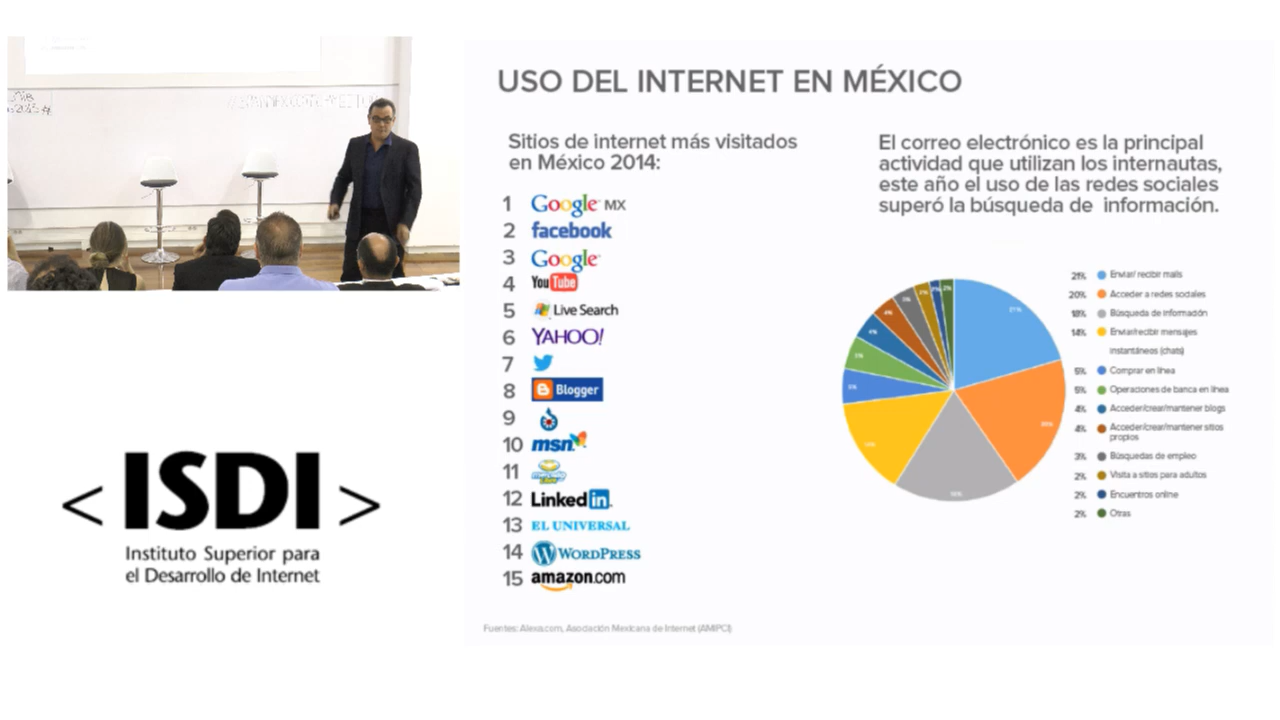 USO DEL INTERNET EN MÉXICO
Sitios de internet más visitados
en México 2014:
1 Google MX
2 facebook
3 Google
4 YouTube
5 Live Search
6 YAHOO!
7
8 Blogger
9
10 msn
11
12 LinkedIn
13 EL UNIVERSAL
14 WORDPRESS
15 amazon.com
El correo electrónico es la principal
actividad que utilizan los internautas,
este año el uso de las redes sociales
superó la búsqueda de información.
21% Enviar/ recibir mails
20% Acceder a redes sociales
18% Búsqueda de información
14% Enviar/recibir mensajes
instantáneos (chats)
5% Comprar en línea
5% Operaciones de banca en línea
4% Acceder/crear/mantener blogs
4% Acceder/crear/mantener sitios
propios
3% Búsquedas de empleo
2% Visita a sitios para adultos
2% Encuentros online
2% Otras
Fuentes: Alexa.com, Asociación Mexicana de Internet (AMIPCI)
<ISDI>
Instituto Superior para
el Desarrollo de Internet